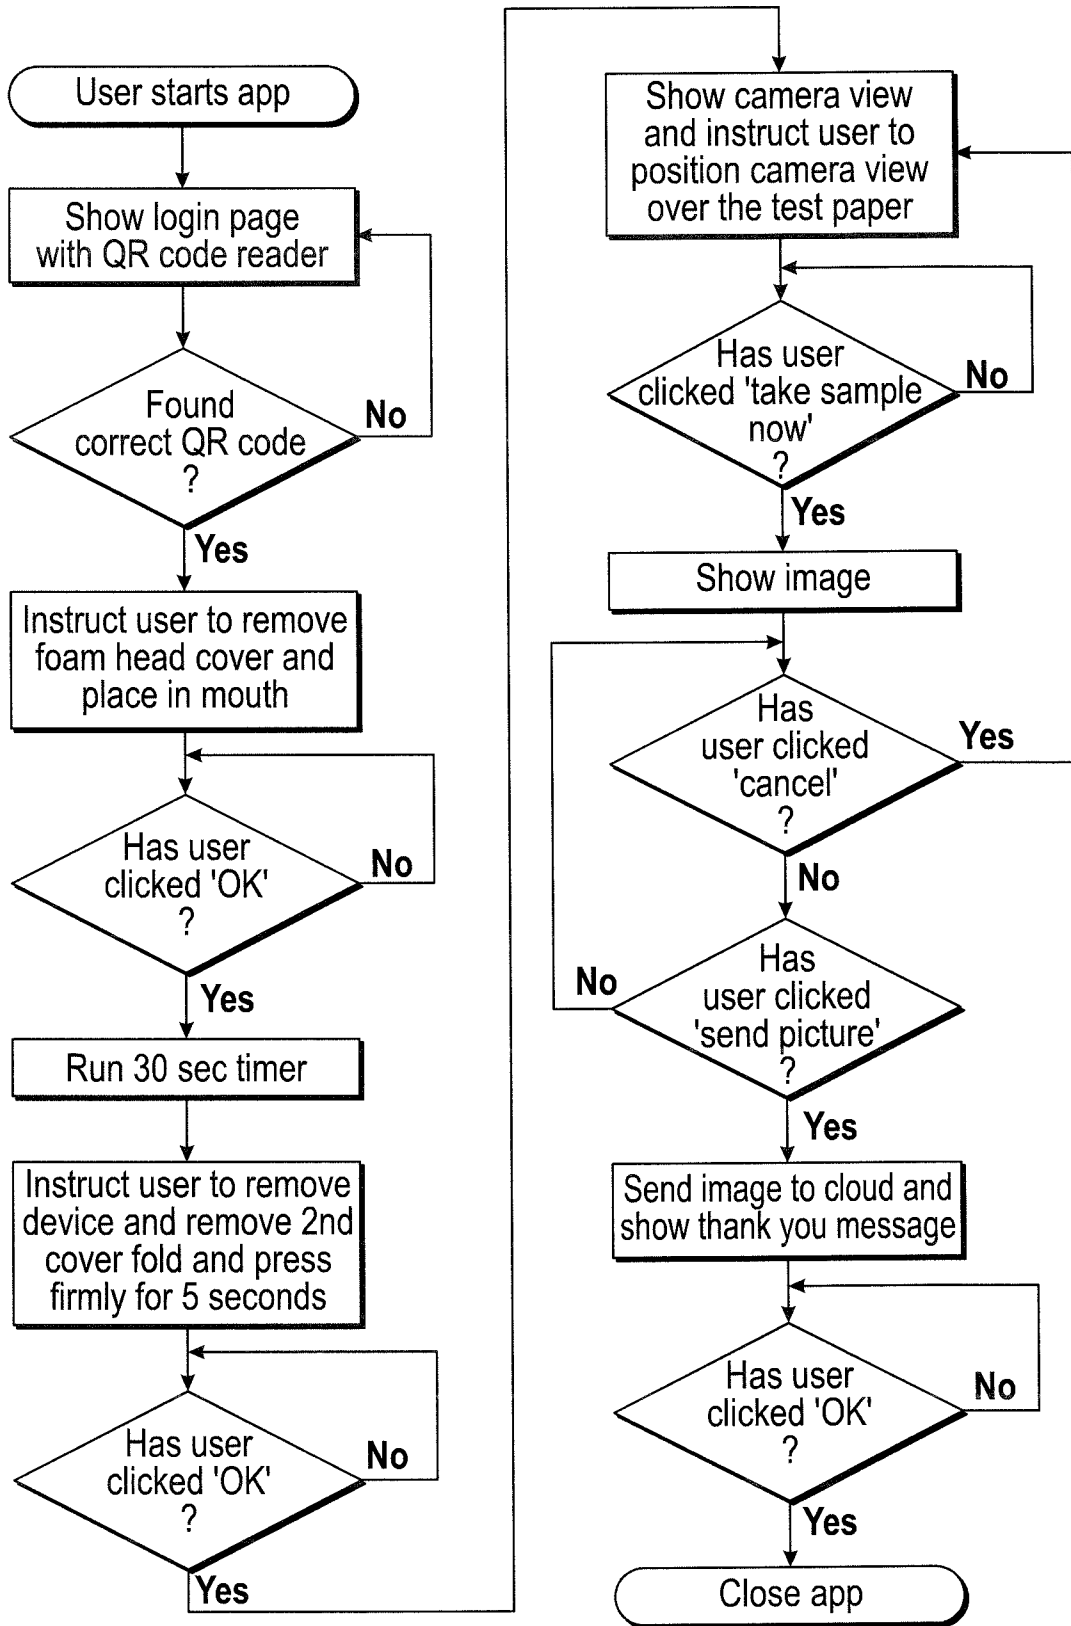 User starts app
Show login page
with QR code reader
Found
correct QR code
?
No
Yes
Instruct user to remove
foam head cover and
place in mouth
Has user
clicked 'OK'
?
No
Yes
Run 30 sec timer
Instruct user to remove
device and remove 2nd
cover fold and press
firmly for 5 seconds
Has user
clicked 'OK'
?
No
Yes
Show camera view
and instruct user to
position camera view
over the test paper
Has user
clicked 'take sample
now'
?
No
Yes
Show image
Has
user clicked
'cancel'
?
Yes
No
Has
user clicked
'send picture'
?
No
Yes
Send image to cloud and
show thank you message
Has user
clicked 'OK'
?
No
Yes
Close app